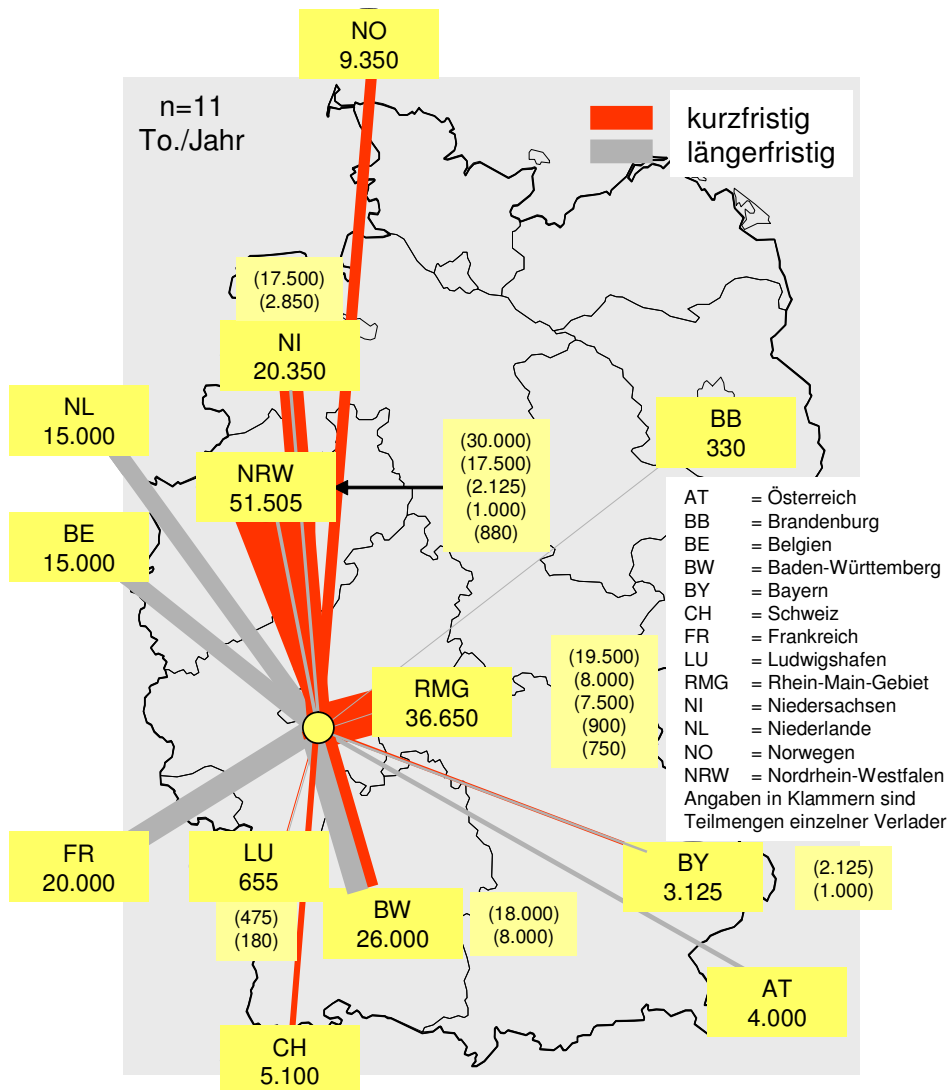 NO
9.350
n=11
To./Jahr
kurzfristig
längerfristig
(17.500)
(2.850)
NI
20.350
NL
15.000
BB
330
(30.000)
(17.500)
(2.125)
(1.000)
(880)
NRW
51.505
BE
15.000
AT = Österreich
BB = Brandenburg
BE = Belgien
BW = Baden-Württemberg
BY = Bayern
CH = Schweiz
FR = Frankreich
LU = Ludwigshafen
RMG = Rhein-Main-Gebiet
NI = Niedersachsen
NL = Niederlande
NO = Norwegen
NRW = Nordrhein-Westfalen
Angaben in Klammern sind
Teilmengen einzelner Verlader
RMG
36.650
(19.500)
(8.000)
(7.500)
(900)
(750)
FR
20.000
LU
655
(475)
(180)
BW
26.000
(18.000)
(8.000)
BY
3.125
(2.125)
(1.000)
AT
4.000
CH
5.100